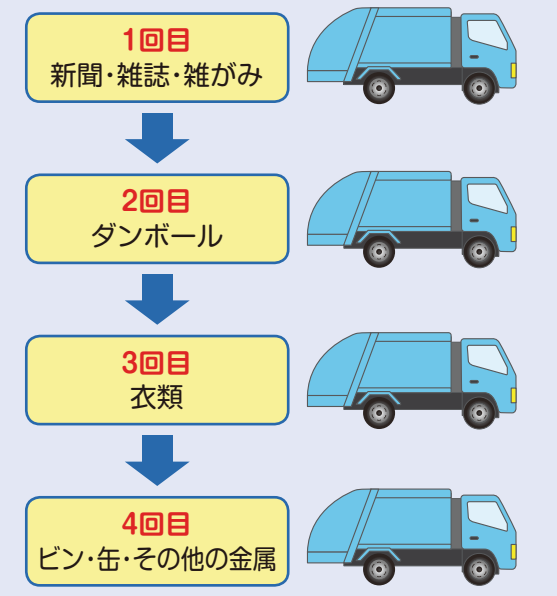 1回目
新聞・雑誌・雑がみ
2回目
ダンボール
3回目
衣類
4回目
ビン・缶・その他の金属